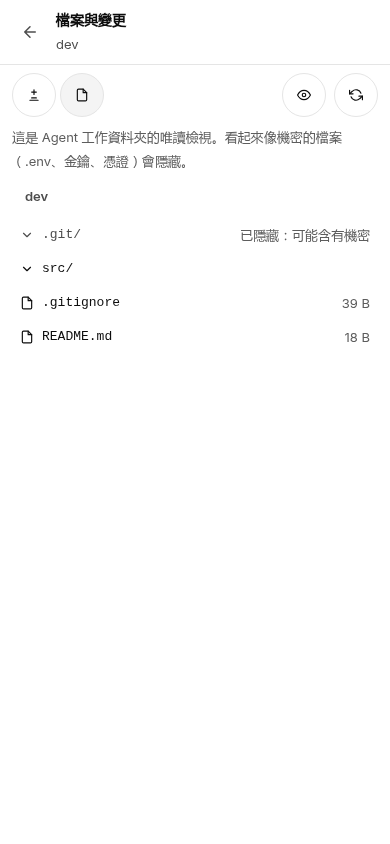 檔案與變更
dev
這是 Agent 工作資料夾的唯讀檢視。看起來像機密的檔案
（.env、金鑰、憑證）會隱藏。
dev
.git/ 已隱藏：可能含有機密
src/
.gitignore 39 B
README.md 18 B